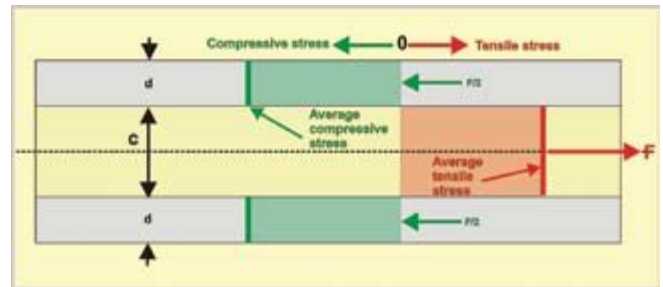 Compressive stress 0 Tensile stress
d
F/2
Average
compressive
stress
C
Average
tensile
stress
F
d
F/2